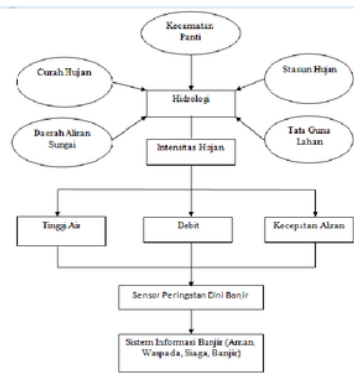 Kecamatan
Panti
Curah Hujan
Stasun Hujan
Hidrologi
Daerah Aliran
Sungai
Tata Guna
Lahan
Intensitas Hujan
Tinggi Air
Debit
Kecepatan Aliran
Sensor Peringatan Dini Banjir
Sistem Informasi Banjir (Aman,
Waspada, Siaga, Banjir)